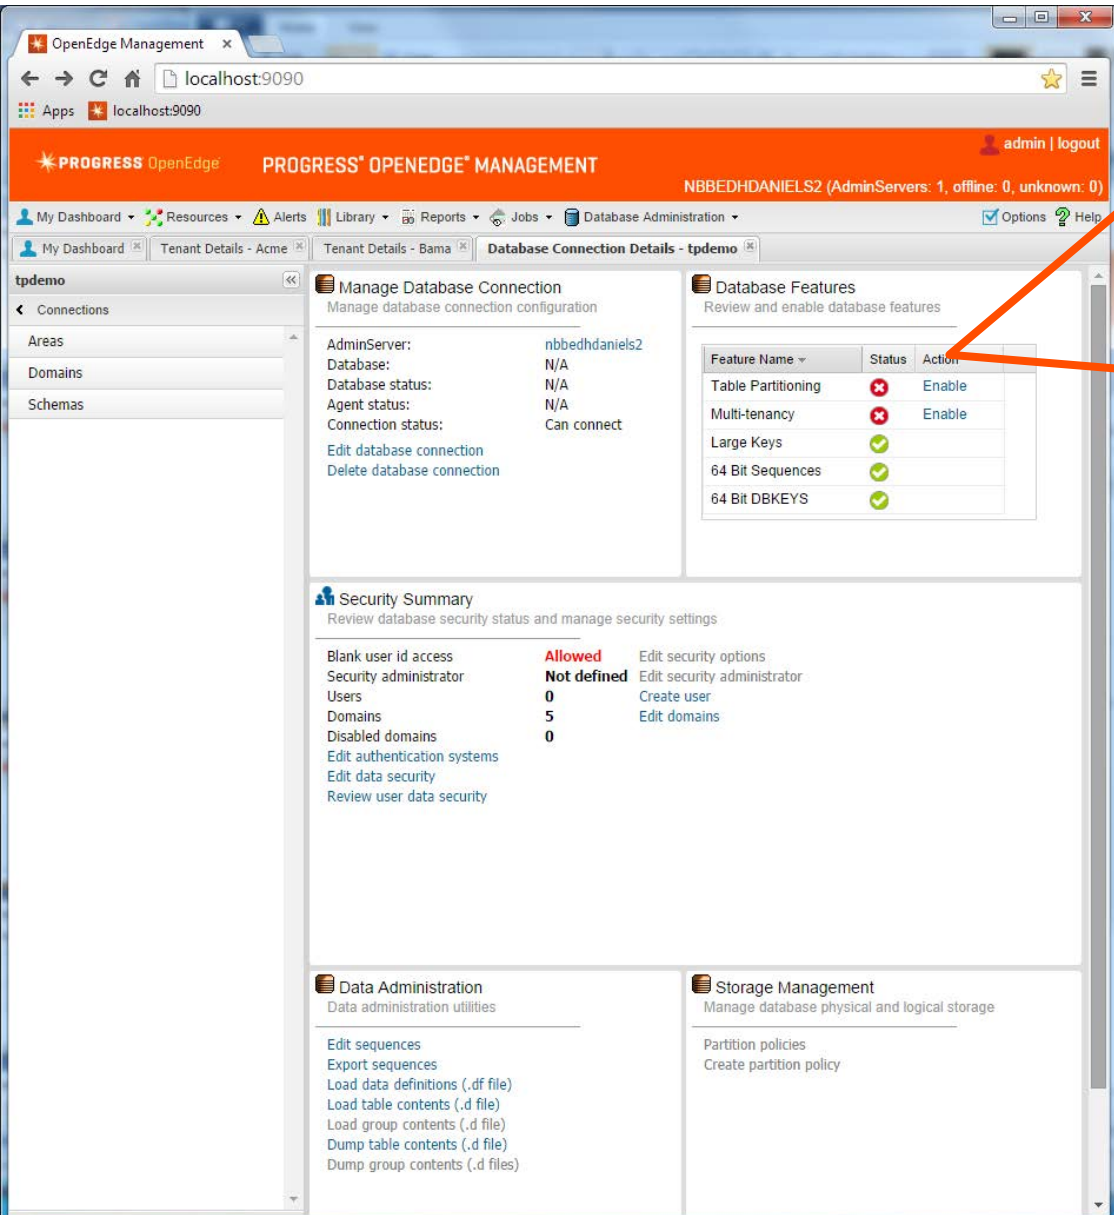 OpenEdge Management
localhost:9090
Apps localhost:9090
admin | logout
PROGRESS OpenEdge PROGRESS® OPENEDGE® MANAGEMENT
NBBEDHDANIELS2 (AdminServers: 1, offline: 0, unknown: 0)
My Dashboard Resources Alerts Library Reports Jobs Database Administration Options Help
My Dashboard Tenant Details - Acme Tenant Details - Bama Database Connection Details - tpdemo
tpdemo
Connections
Areas
Domains
Schemas
Manage Database Connection
Manage database connection configuration
AdminServer: nbbedhdaniels2
Database: N/A
Database status: N/A
Agent status: N/A
Connection status: Can connect
Edit database connection
Delete database connection
Database Features
Review and enable database features
Feature Name Status Action
Table Partitioning Enable
Multi-tenancy Enable
Large Keys
64 Bit Sequences
64 Bit DBKEYS
Security Summary
Review database security status and manage security settings
Blank user id access Allowed Edit security options
Security administrator Not defined Edit security administrator
Users 0 Create user
Domains 5 Edit domains
Disabled domains 0
Edit authentication systems
Edit data security
Review user data security
Data Administration
Data administration utilities
Edit sequences
Export sequences
Load data definitions (.df file)
Load table contents (.d file)
Load group contents (.d file)
Dump table contents (.d file)
Dump group contents (.d files)
Storage Management
Manage database physical and logical storage
Partition policies
Create partition policy